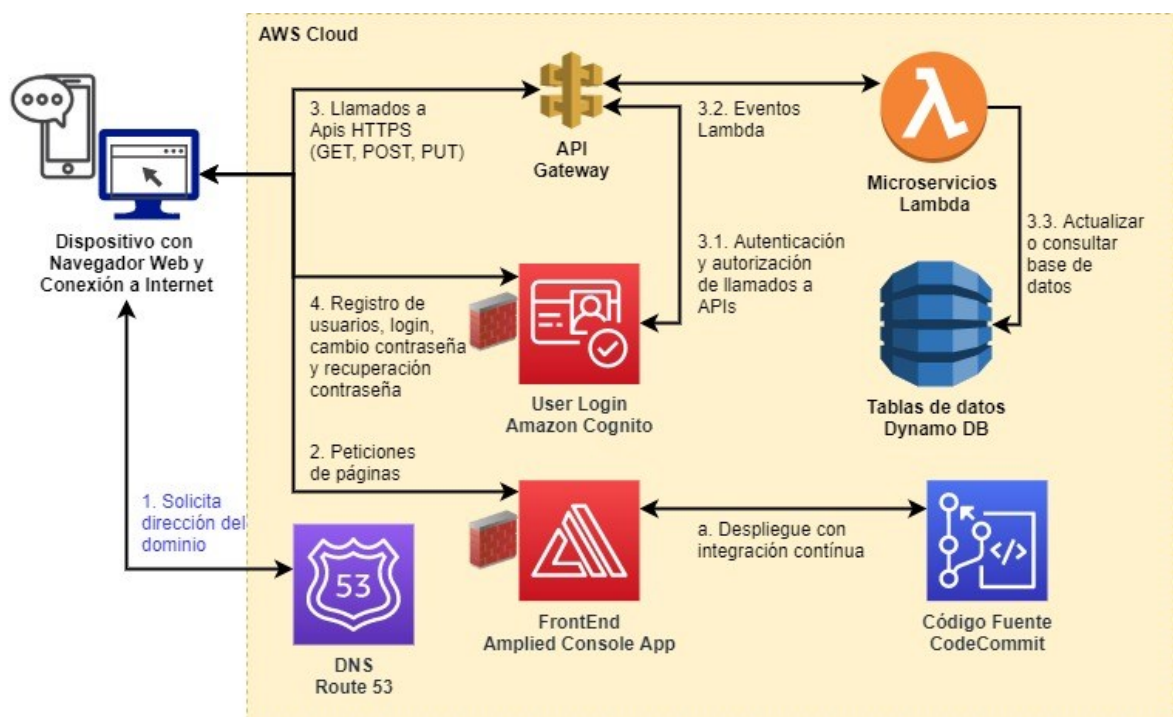 AWS Cloud
3. Llamados a
Apis HTTPS
(GET, POST, PUT)
API
Gateway
3.2. Eventos
Lambda
Microservicios
Lambda
Dispositivo con
Navegador Web y
Conexión a Internet
3.1. Autenticación
y autorización
de llamados a
APIs
3.3. Actualizar
o consultar
base de
datos
4. Registro de
usuarios, login,
cambio contraseña
y recuperación
contraseña
User Login
Amazon Cognito
Tablas de datos
Dynamo DB
2. Peticiones
de páginas
1. Solicita
dirección del
dominio
a. Despliegue con
integración contínua
53
DNS
Route 53
FrontEnd
Amplied Console App
Código Fuente
CodeCommit